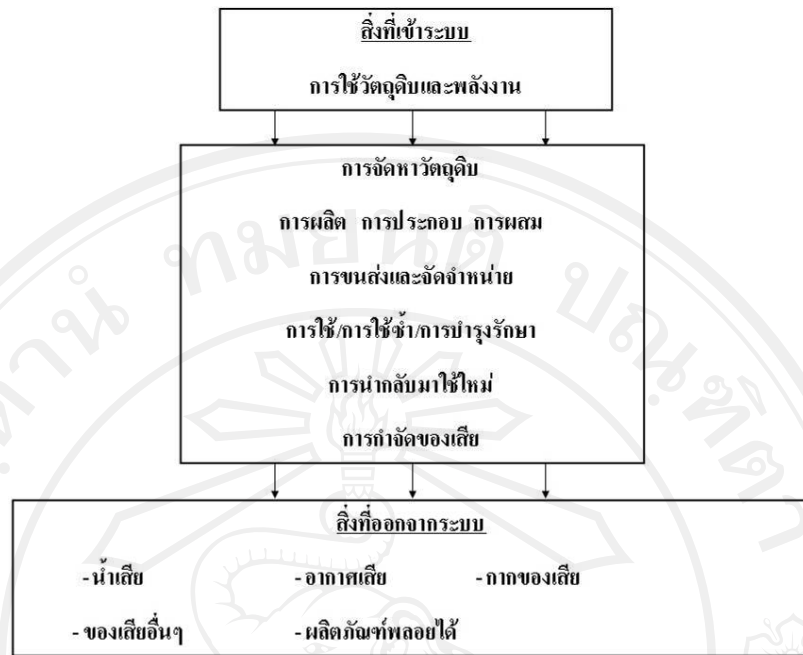 สิ่งที่เข้าระบบ
การใช้วัตถุดิบและพลังงาน
การจัดหาวัตถุดิบ
การผลิต การประกอบ การผสม
การขนส่งและจัดจำหน่าย
การใช้/การใช้ซ้ำ/การบำรุงรักษา
การนำกลับมาใช้ใหม่
การกำจัดของเสีย
สิ่งที่ออกจากระบบ
- น้ำเสีย - อากาศเสีย - กากของเสีย
- ของเสียอื่นๆ - ผลิตภัณฑ์พลอยได้